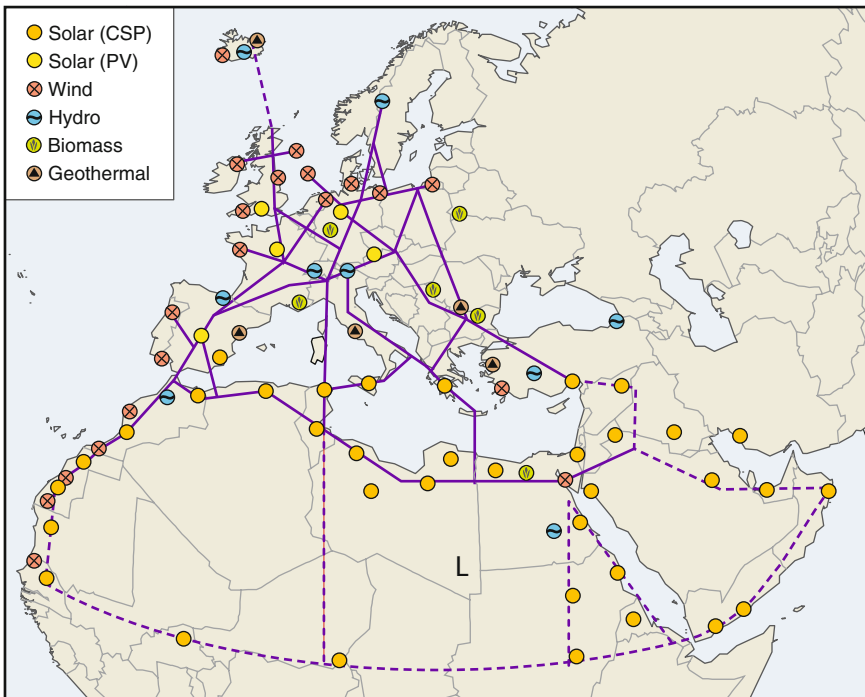 Solar (CSP)
Solar (PV)
Wind
Hydro
Biomass
Geothermal
L